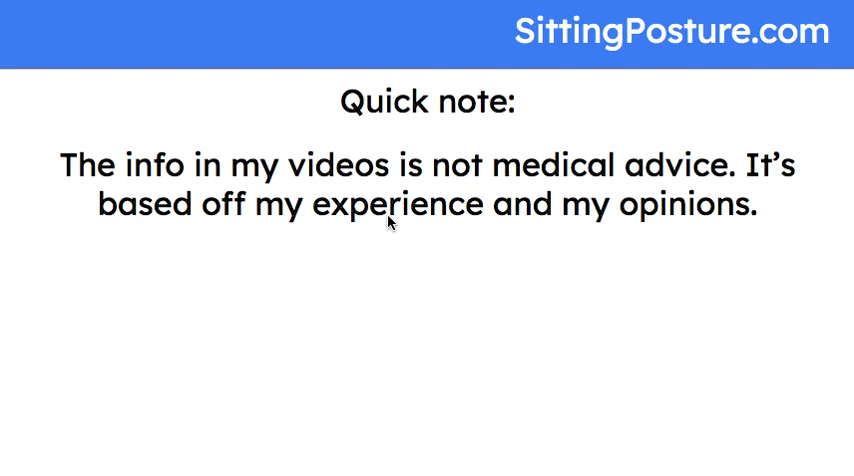 SittingPosture.com
Quick note:
The info in my videos is not medical advice. It’s
based off my experience and my opinions.